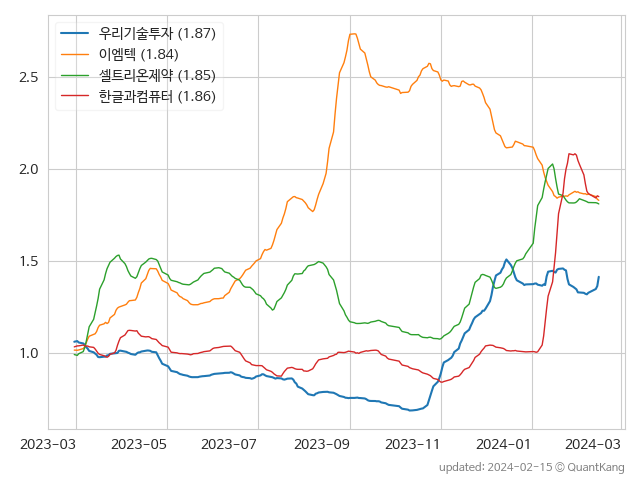 우리기술투자 (1.87)
이엠텍 (1.84)
셀트리온제약 (1.85)
한글과컴퓨터 (1.86)
2.5
2.0
1.5
1.0
2023-03 2023-05 2023-07 2023-09 2023-11 2024-01 2024-03
updated: 2024-02-15 © QuantKang